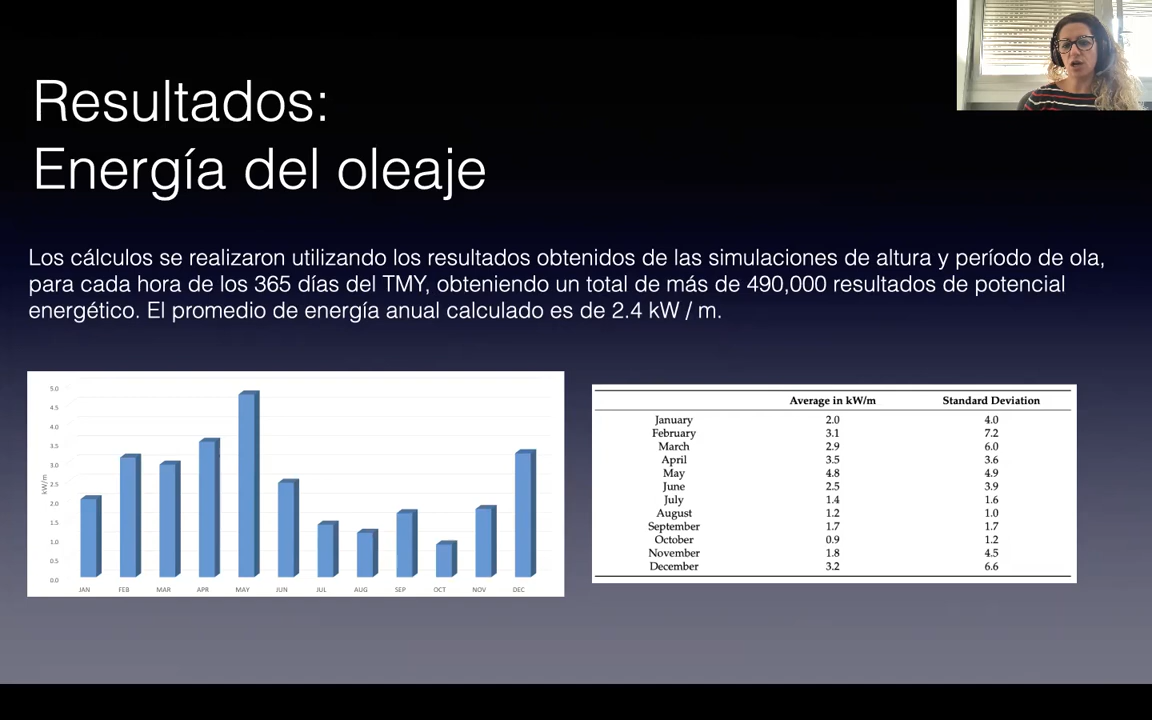 Resultados:
Energía del oleaje
Los cálculos se realizaron utilizando los resultados obtenidos de las simulaciones de altura y período de ola,
para cada hora de los 365 días del TMY, obteniendo un total de más de 490,000 resultados de potencial
energético. El promedio de energía anual calculado es de 2.4 kW / m.
5.0
4.5
4.0
3.5
3.0
2.5
2.0
1.5
1.0
0.5
0.0
kW/m
JAN FEB MAR APR MAY JUN JUL AUG SEP OCT NOV DEC
Average in kW/m Standard Deviation
January 2.0 4.0
February 3.1 7.2
March 2.9 6.0
April 3.5 3.6
May 4.8 4.9
June 2.5 3.9
July 1.4 1.6
August 1.2 1.0
September 1.7 1.7
October 0.9 1.2
November 1.8 4.5
December 3.2 6.6